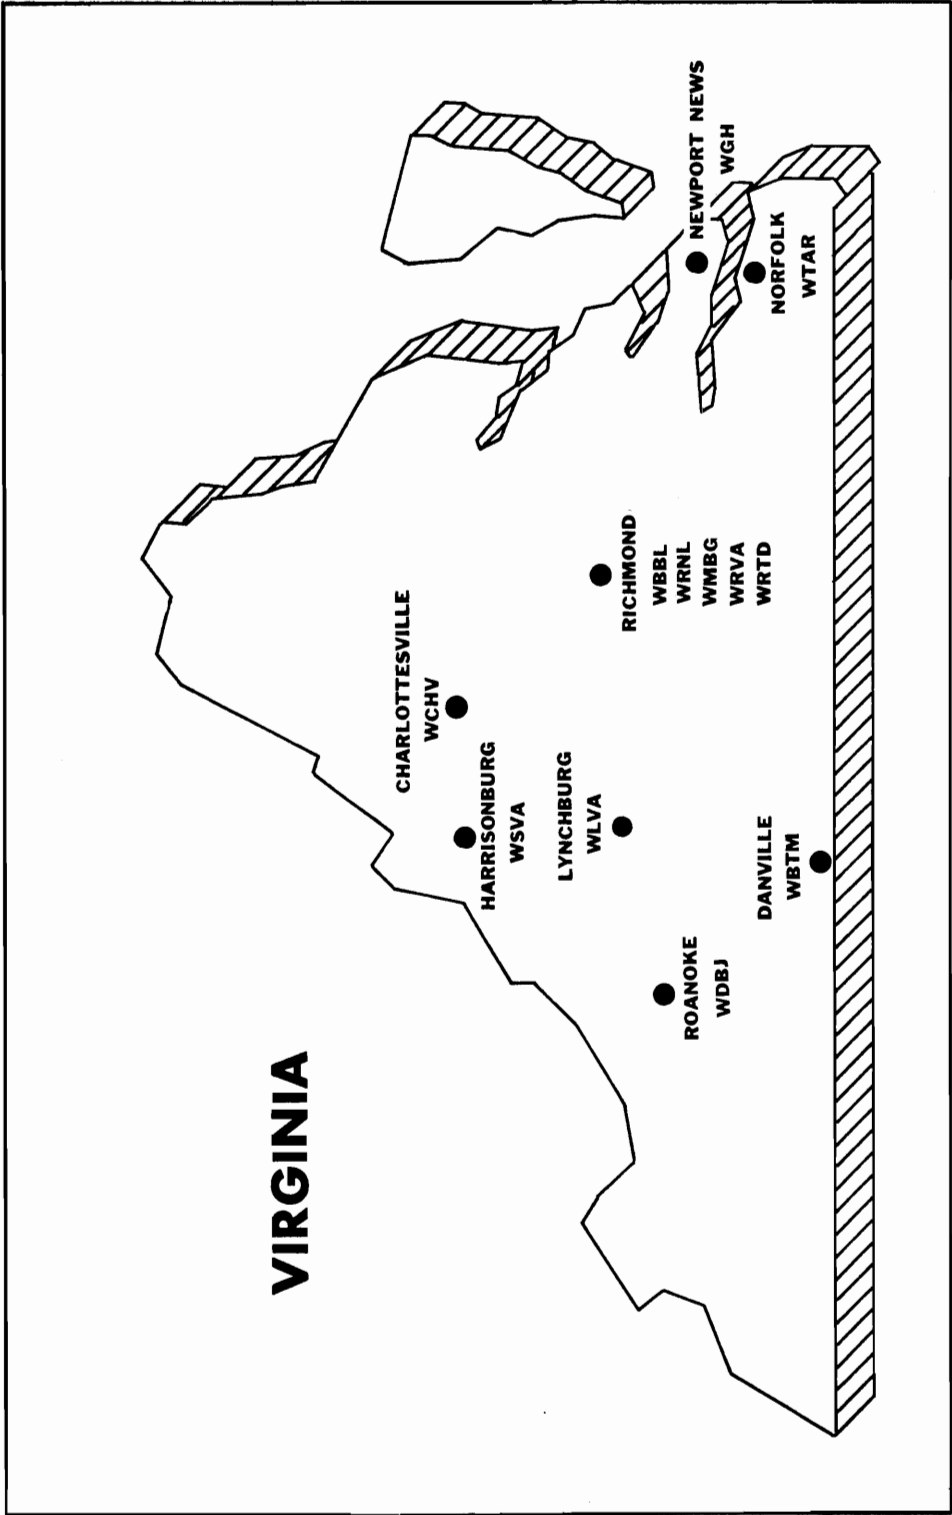 VIRGINIA
CHARLOTTESVILLE
WCHV
HARRISONBURG
WSVA
LYNCHBURG
WLVA
ROANOKE
WDBJ
DANVILLE
WBTM
RICHMOND
WBBL
WRNL
WMBG
WRVA
WRTD
NEWPORT NEWS
WGH
NORFOLK
WTAR